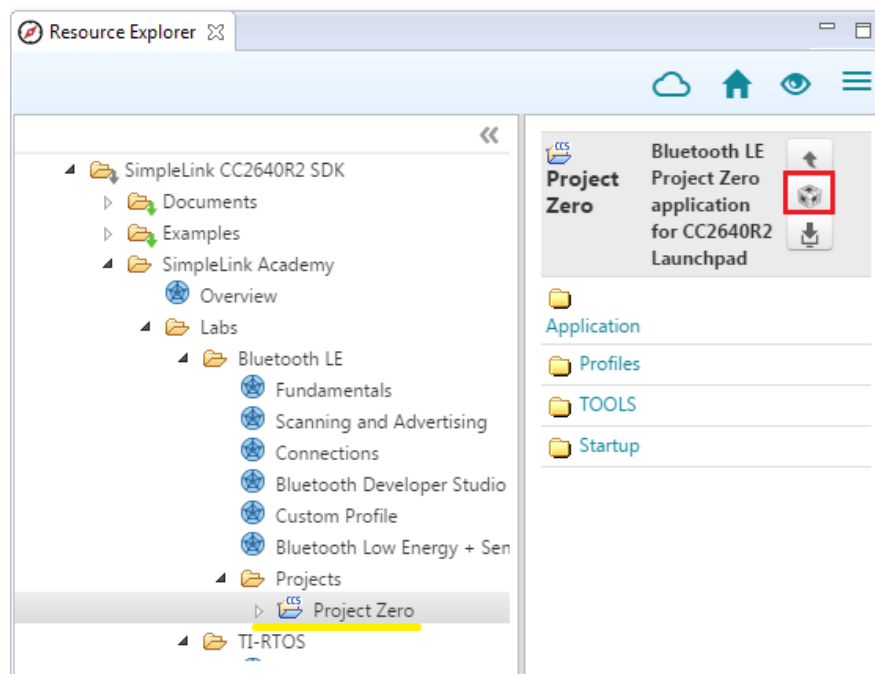 Resource Explorer
SimpleLink CC2640R2 SDK
Documents
Examples
SimpleLink Academy
Overview
Labs
Bluetooth LE
Fundamentals
Scanning and Advertising
Connections
Bluetooth Developer Studio
Custom Profile
Bluetooth Low Energy + Sen
Projects
CCS
Project Zero
TI-RTOS
CCS
Project
Zero
Bluetooth LE
Project Zero
application
for CC2640R2
Launchpad
Application
Profiles
TOOLS
Startup